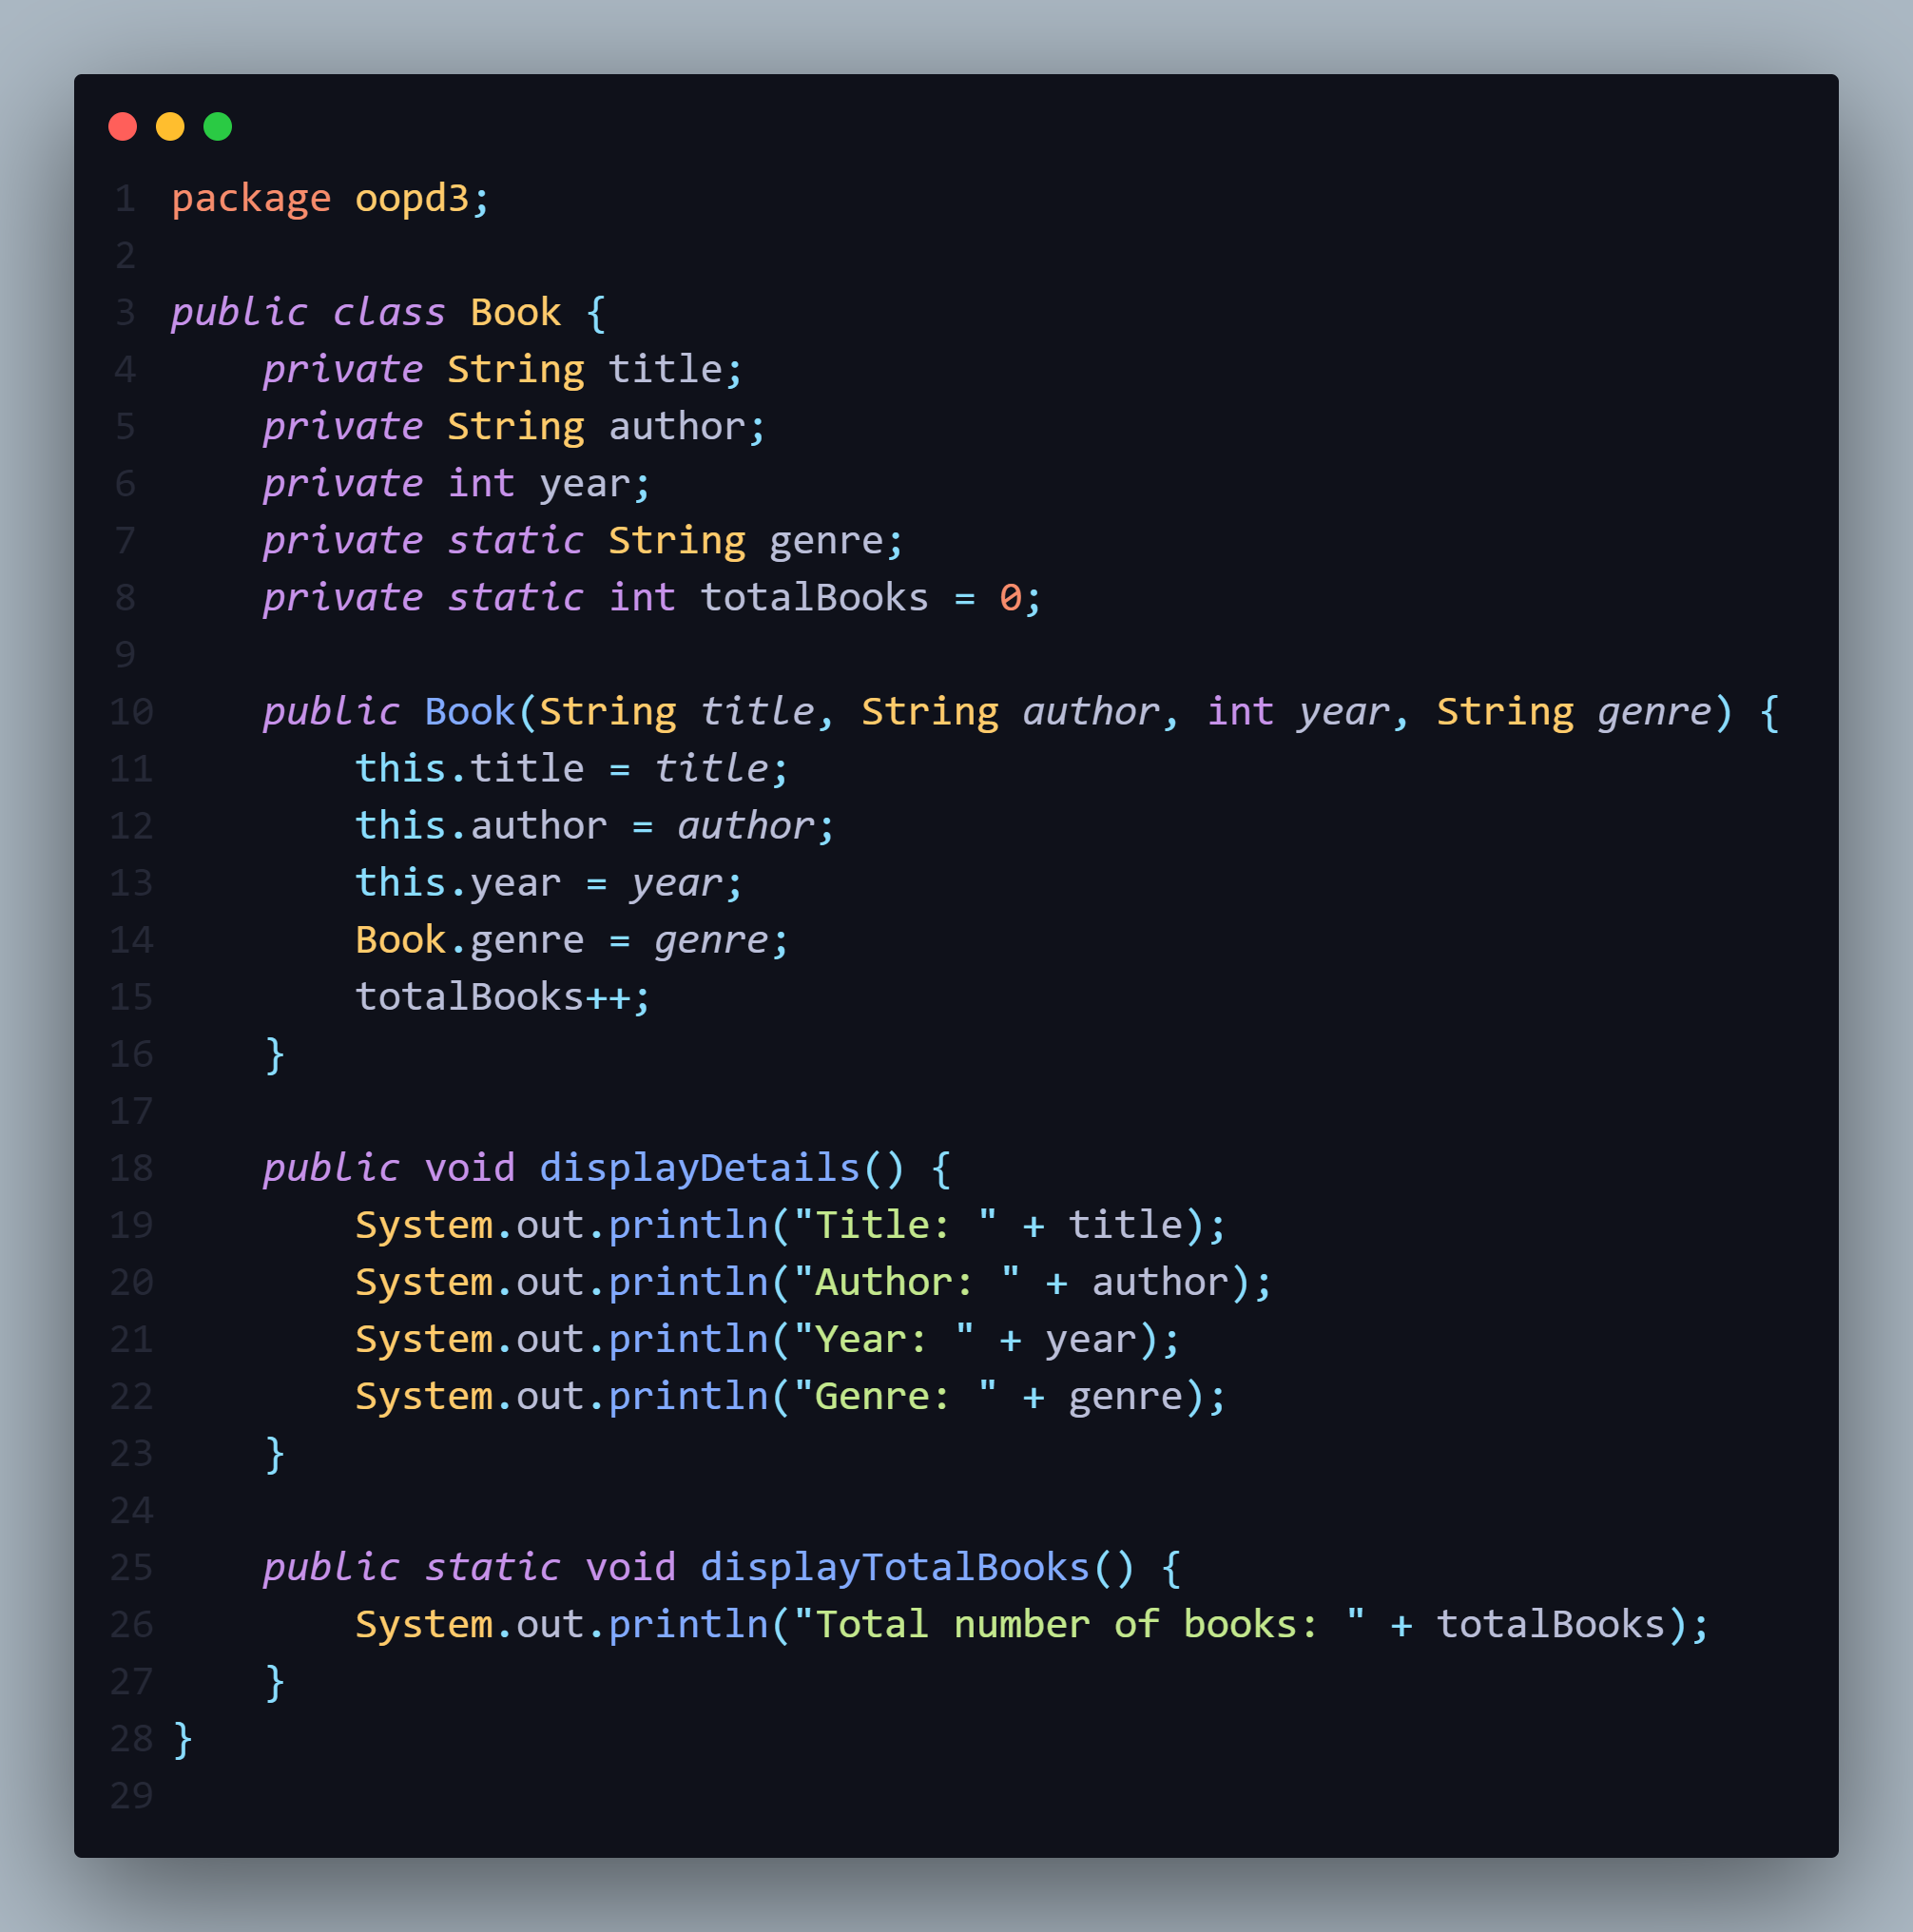 1 package oopd3;
2
3 public class Book {
4     private String title;
5     private String author;
6     private int year;
7     private static String genre;
8     private static int totalBooks = 0;
9
10     public Book(String title, String author, int year, String genre) {
11         this.title = title;
12         this.author = author;
13         this.year = year;
14         Book.genre = genre;
15         totalBooks++;
16     }
17
18     public void displayDetails() {
19         System.out.println("Title: " + title);
20         System.out.println("Author: " + author);
21         System.out.println("Year: " + year);
22         System.out.println("Genre: " + genre);
23     }
24
25     public static void displayTotalBooks() {
26         System.out.println("Total number of books: " + totalBooks);
27     }
28 }
29